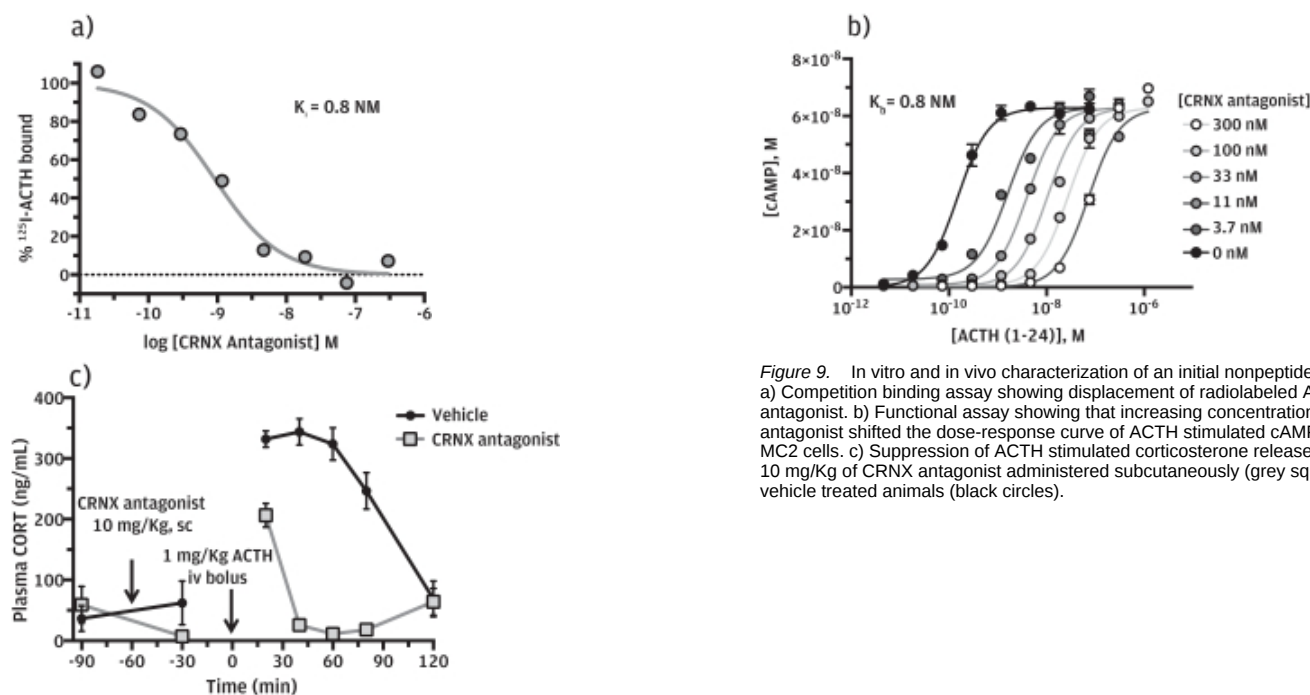 a)
% ¹²⁵I-ACTH bound
100
80
60
40
20
0
Kᵢ = 0.8 NM
-11 -10 -9 -8 -7 -6
log [CRNX Antagonist] M
b)
[cAMP], M
8×10⁻⁸
6×10⁻⁸
4×10⁻⁸
2×10⁻⁸
0
K_b = 0.8 NM
10⁻¹² 10⁻¹⁰ 10⁻⁸ 10⁻⁶
[ACTH (1-24)], M
[CRNX antagonist]
300 nM
100 nM
33 nM
11 nM
3.7 nM
0 nM
c)
Plasma CORT (ng/mL)
400
300
200
100
0
Vehicle
CRNX antagonist
CRNX antagonist
10 mg/Kg, sc
1 mg/Kg ACTH
iv bolus
-90 -60 -30 0 30 60 90 120
Time (min)
Figure 9. In vitro and in vivo characterization of an initial nonpeptide
a) Competition binding assay showing displacement of radiolabeled A
antagonist. b) Functional assay showing that increasing concentration
antagonist shifted the dose-response curve of ACTH stimulated cAMP
MC2 cells. c) Suppression of ACTH stimulated corticosterone release
10 mg/Kg of CRNX antagonist administered subcutaneously (grey sq
vehicle treated animals (black circles).